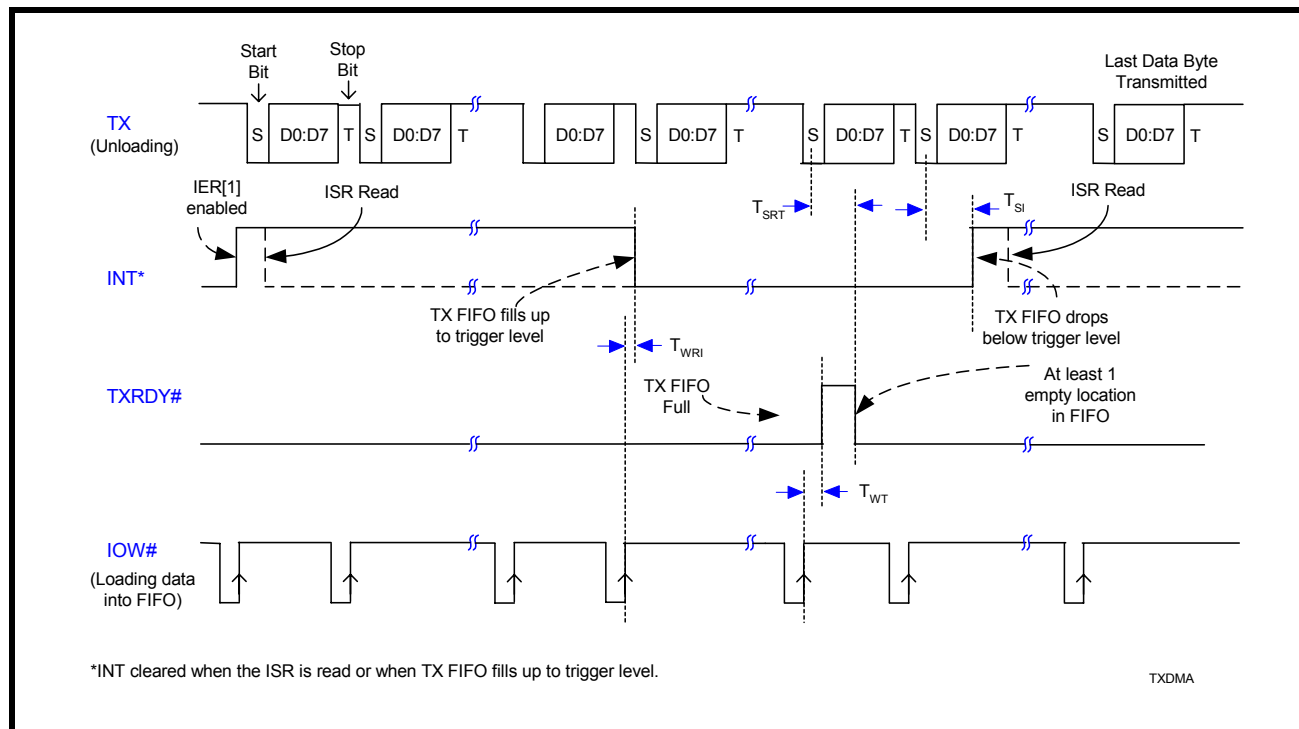 Start
Bit
Stop
Bit
Last Data Byte
Transmitted
TX
(Unloading)
S D0:D7 T S D0:D7 T D0:D7 S D0:D7 T S D0:D7 T S D0:D7 T S D0:D7 T
IER[1]
enabled
ISR Read
TSRT
TSI
ISR Read
INT*
TX FIFO fills up
to trigger level
TX FIFO drops
below trigger level
TWRI
TXRDY#
TX FIFO
Full
At least 1
empty location
in FIFO
TWT
IOW#
(Loading data
into FIFO)
*INT cleared when the ISR is read or when TX FIFO fills up to trigger level.
TXDMA